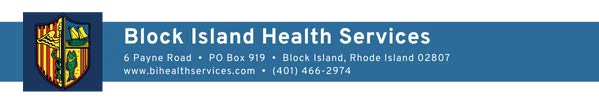 Block Island Health Services
6 Payne Road • PO Box 919 • Block Island, Rhode Island 02807
www.bihealthservices.com • (401) 466-2974